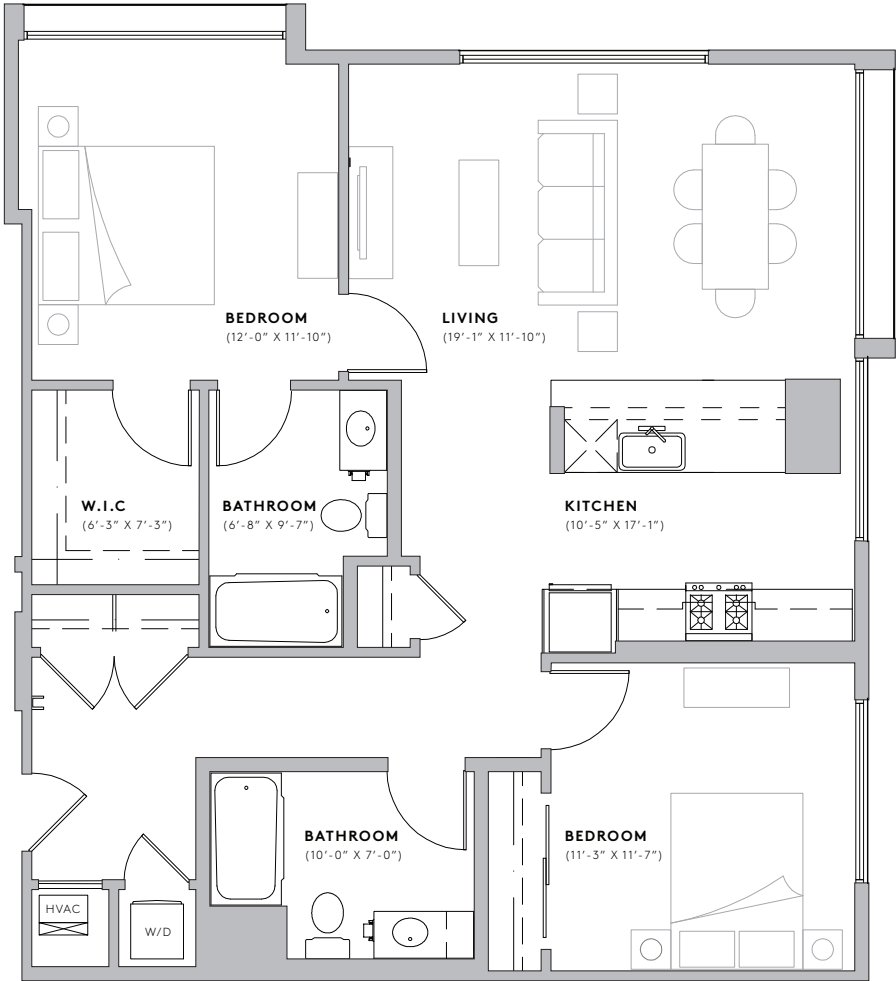 BEDROOM
(12'-0" X 11'-10")
LIVING
(19'-1" X 11'-10")
W.I.C
(6'-3" X 7'-3")
BATHROOM
(6'-8" X 9'-7")
KITCHEN
(10'-5" X 17'-1")
BATHROOM
(10'-0" X 7'-0")
BEDROOM
(11'-3" X 11'-7")
HVAC
W/D